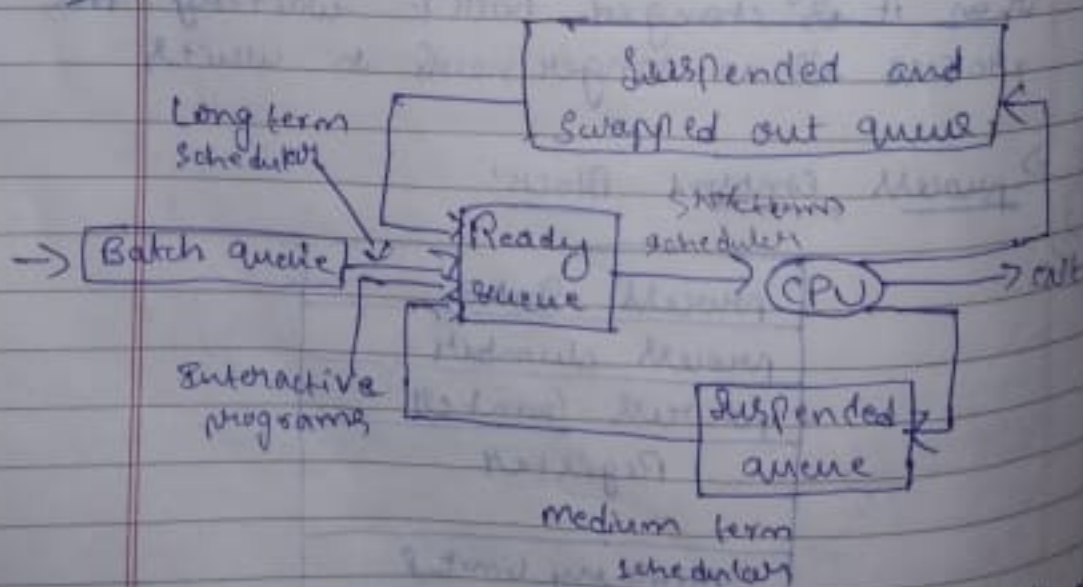 Suspended and
swapped out queue
Long term
scheduler
Batch queue
Ready
queue
Short term
scheduler
CPU
exit
Interactive
programs
Suspended
queue
medium term
scheduler